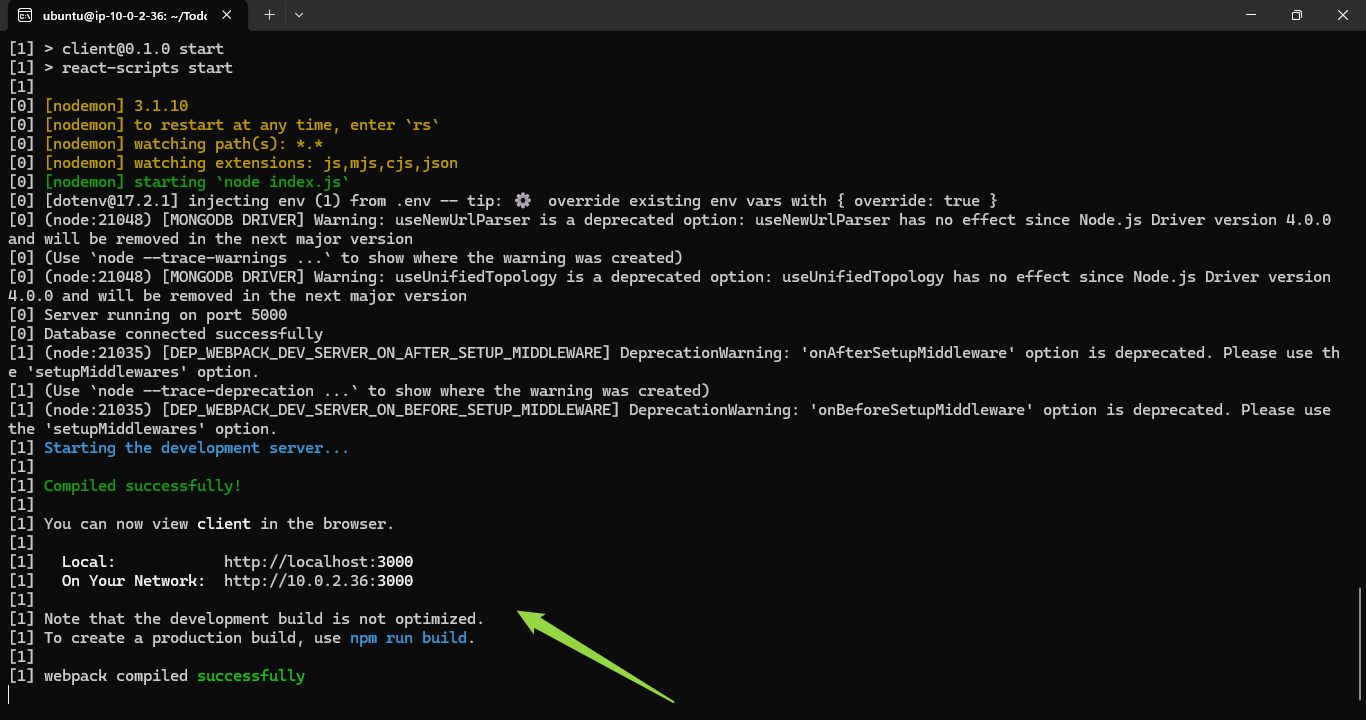 ubuntu@ip-10-0-2-36: ~/Todo
[1] > client@0.1.0 start
[1] > react-scripts start
[1]
[0] [nodemon] 3.1.10
[0] [nodemon] to restart at any time, enter `rs`
[0] [nodemon] watching path(s): *.*
[0] [nodemon] watching extensions: js,mjs,cjs,json
[0] [nodemon] starting `node index.js`
[0] [dotenv@17.2.1] injecting env (1) from .env -- tip: ⚙️ override existing env vars with { override: true }
[0] (node:21048) [MONGODB DRIVER] Warning: useNewUrlParser is a deprecated option: useNewUrlParser has no effect since Node.js Driver version 4.0.0
and will be removed in the next major version
[0] (Use `node --trace-warnings ...` to show where the warning was created)
[0] (node:21048) [MONGODB DRIVER] Warning: useUnifiedTopology is a deprecated option: useUnifiedTopology has no effect since Node.js Driver version
4.0.0 and will be removed in the next major version
[0] Server running on port 5000
[0] Database connected successfully
[1] (node:21035) [DEP_WEBPACK_DEV_SERVER_ON_AFTER_SETUP_MIDDLEWARE] DeprecationWarning: 'onAfterSetupMiddleware' option is deprecated. Please use th
e 'setupMiddlewares' option.
[1] (Use `node --trace-deprecation ...` to show where the warning was created)
[1] (node:21035) [DEP_WEBPACK_DEV_SERVER_ON_BEFORE_SETUP_MIDDLEWARE] DeprecationWarning: 'onBeforeSetupMiddleware' option is deprecated. Please use
the 'setupMiddlewares' option.
[1] Starting the development server...
[1]
[1] Compiled successfully!
[1]
[1] You can now view client in the browser.
[1]
[1]   Local:            http://localhost:3000
[1]   On Your Network:  http://10.0.2.36:3000
[1]
[1] Note that the development build is not optimized.
[1] To create a production build, use npm run build.
[1]
[1] webpack compiled successfully